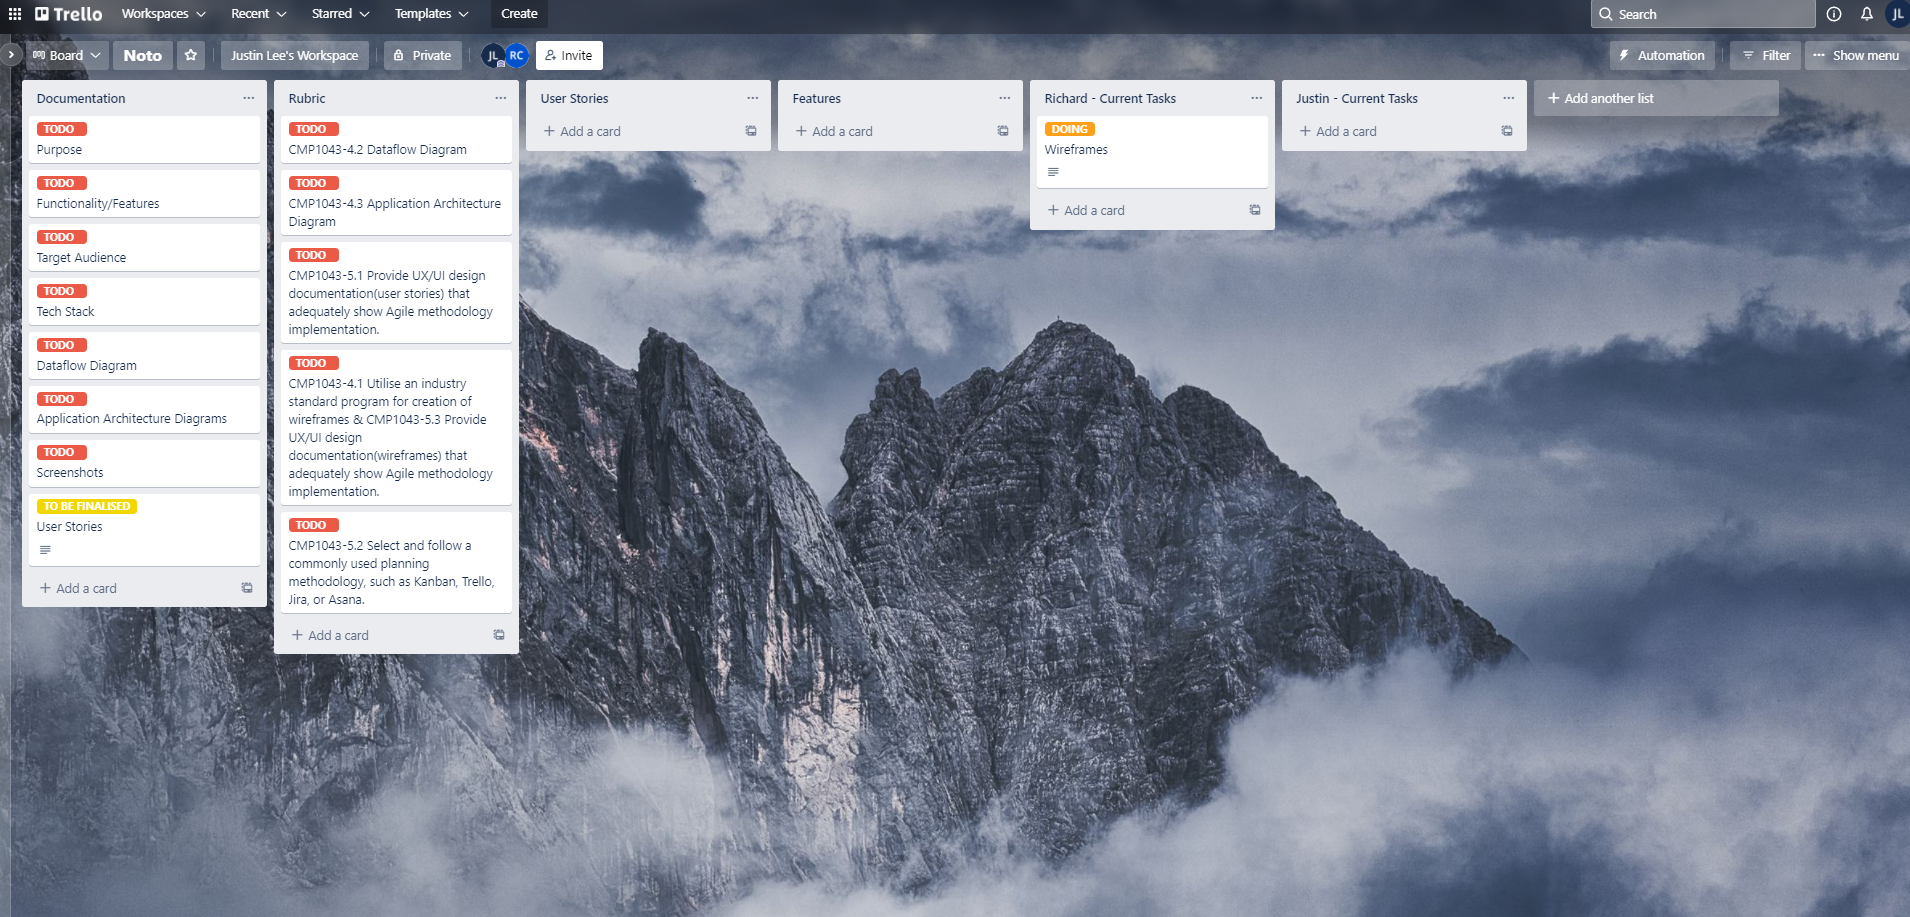 Trello Workspaces Recent Starred Templates Create Search JL
Board Noto Justin Lee's Workspace Private JL RC Invite Automation Filter Show menu
Documentation
TODO
Purpose
TODO
Functionality/Features
TODO
Target Audience
TODO
Tech Stack
TODO
Dataflow Diagram
TODO
Application Architecture Diagrams
TODO
Screenshots
TO BE FINALISED
User Stories
+ Add a card
Rubric
TODO
CMP1043-4.2 Dataflow Diagram
TODO
CMP1043-4.3 Application Architecture
Diagram
TODO
CMP1043-5.1 Provide UX/UI design
documentation(user stories) that
adequately show Agile methodology
implementation.
TODO
CMP1043-4.1 Utilise an industry
standard program for creation of
wireframes & CMP1043-5.3 Provide
UX/UI design
documentation(wireframes) that
adequately show Agile methodology
implementation.
TODO
CMP1043-5.2 Select and follow a
commonly used planning
methodology, such as Kanban, Trello,
Jira, or Asana.
+ Add a card
User Stories
+ Add a card
Features
+ Add a card
Richard - Current Tasks
DOING
Wireframes
+ Add a card
Justin - Current Tasks
+ Add a card
+ Add another list